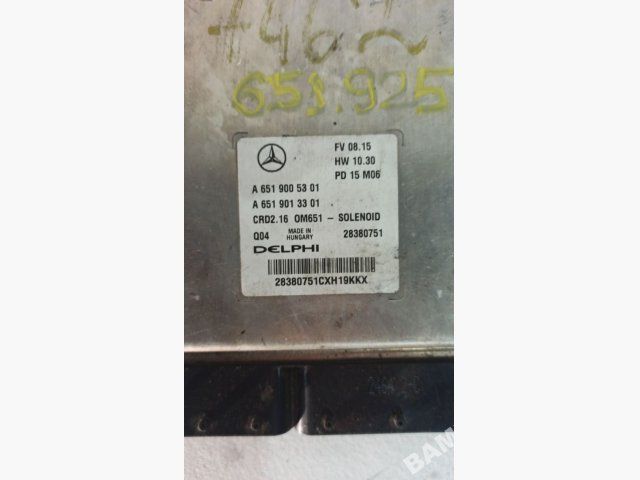 651.925
FV 08.15
HW 10.30
PD 15 M06
A 651 900 53 01
A 651 901 33 01
CRD2.16 OM651 - SOLENOID
Q04 MADE IN HUNGARY 28380751
DELPHI
28380751CXH19KKX
BAM